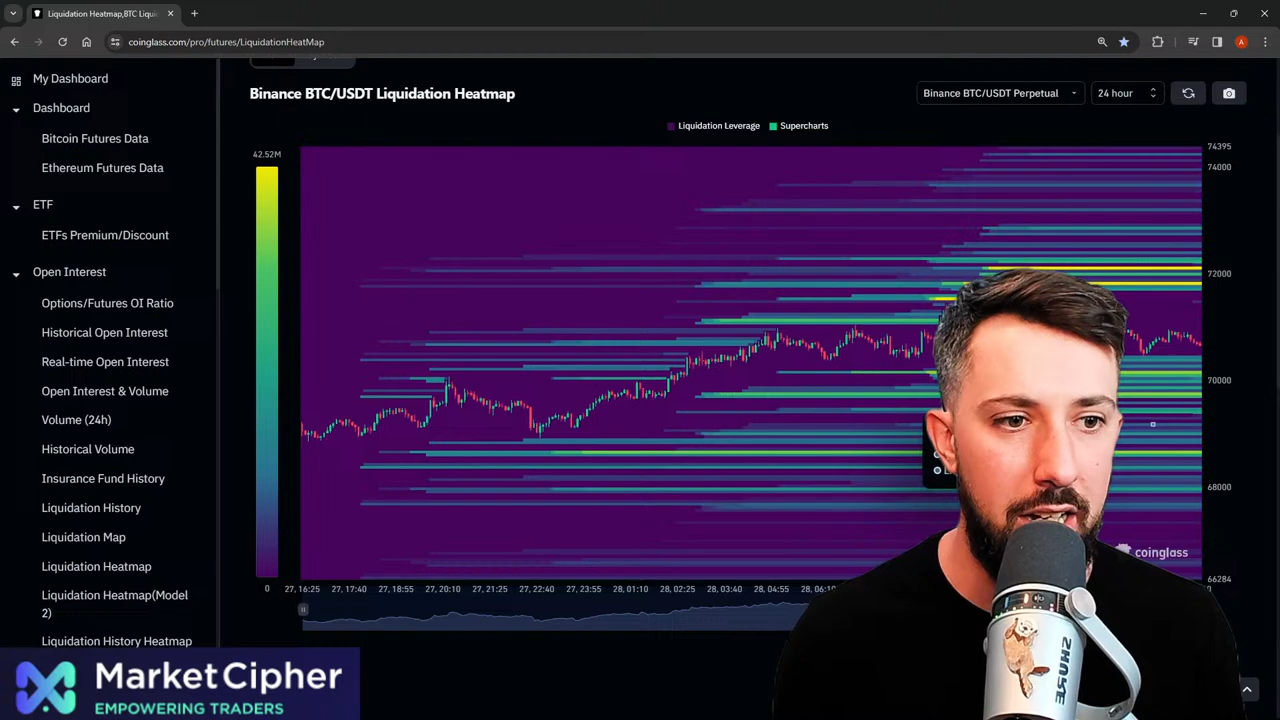 Liquidation Heatmap,BTC Liqui
coinglass.com/pro/futures/LiquidationHeatMap
A
My Dashboard
Dashboard
Bitcoin Futures Data
Ethereum Futures Data
ETF
ETFs Premium/Discount
Open Interest
Options/Futures OI Ratio
Historical Open Interest
Real-time Open Interest
Open Interest & Volume
Volume (24h)
Historical Volume
Insurance Fund History
Liquidation History
Liquidation Map
Liquidation Heatmap
Liquidation Heatmap(Model
2)
Liquidation History Heatmap
Binance BTC/USDT Liquidation Heatmap
Binance BTC/USDT Perpetual
24 hour
Liquidation Leverage
Supercharts
42.52M
0
74395
74000
72000
70000
68000
66284
coinglass
27, 16:25
27, 17:40
27, 18:55
27, 20:10
27, 21:25
27, 22:40
27, 23:55
28, 01:10
28, 02:25
28, 03:40
28, 04:55
28, 06:10
SHURE
MarketCipher
EMPOWERING TRADERS